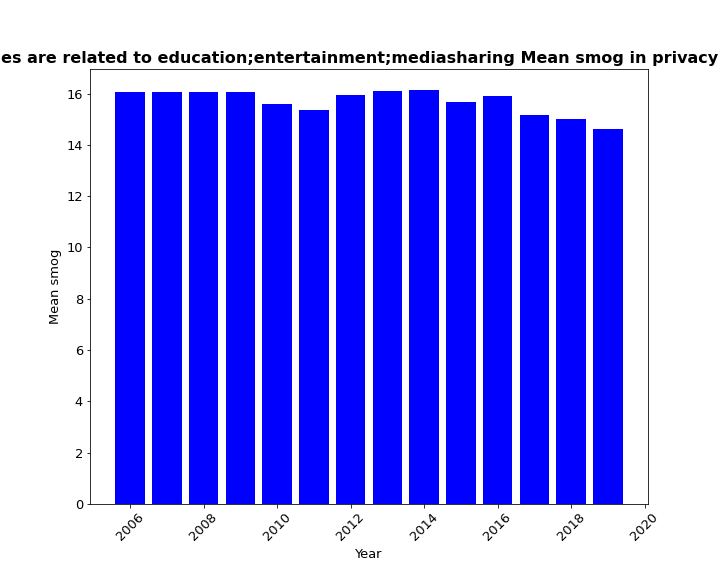 es are related to education;entertainment;mediasharing Mean smog in privacy
16
14
12
10
8
6
4
2
0
Mean smog
2006 2008 2010 2012 2014 2016 2018 2020
Year